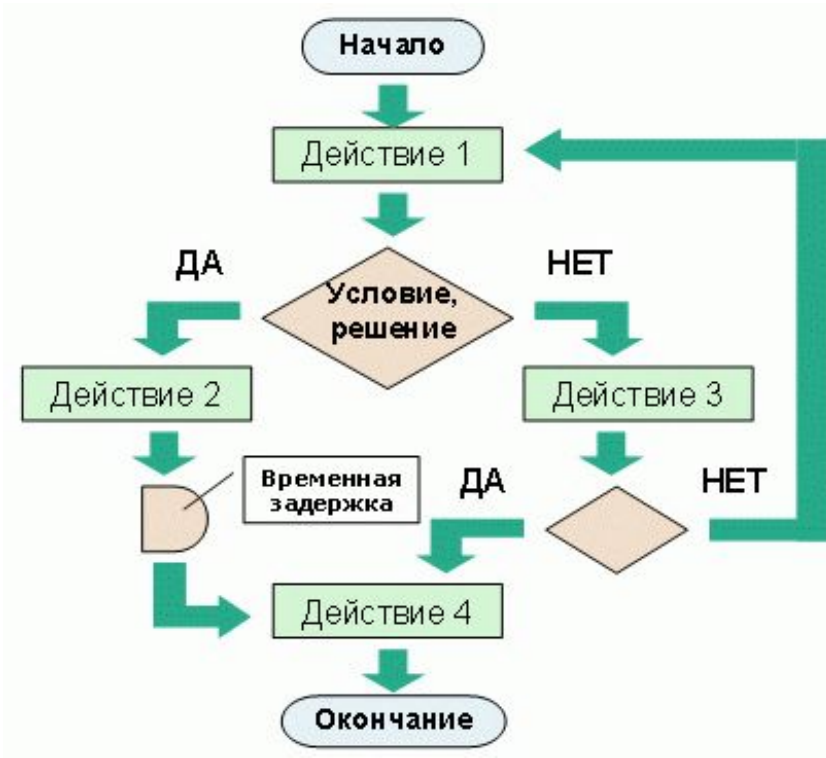 Начало
Действие 1
ДА
НЕТ
Условие,
решение
Действие 2
Действие 3
Временная
задержка
ДА
НЕТ
Действие 4
Окончание